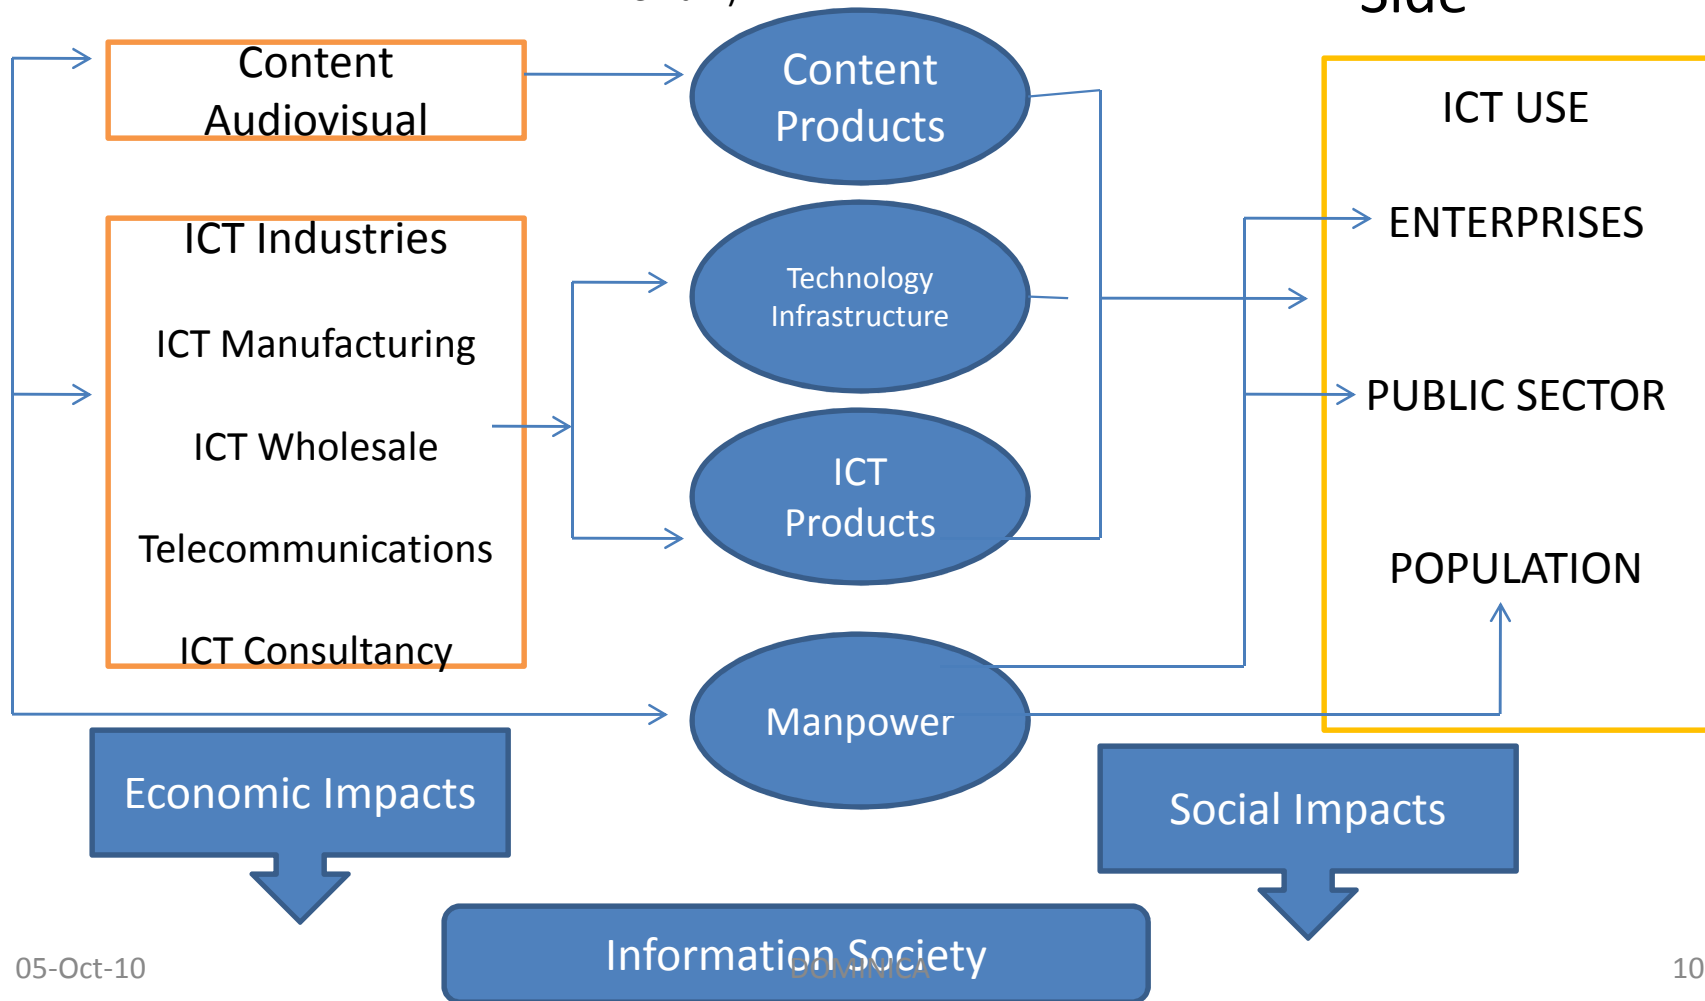 Side
Content
Audiovisual
Content
Products
ICT USE
ENTERPRISES
PUBLIC SECTOR
POPULATION
ICT Industries
ICT Manufacturing
ICT Wholesale
Telecommunications
ICT Consultancy
Technology
Infrastructure
ICT
Products
Manpower
Economic Impacts
Social Impacts
Information Society
05-Oct-10
DOMINICA
10